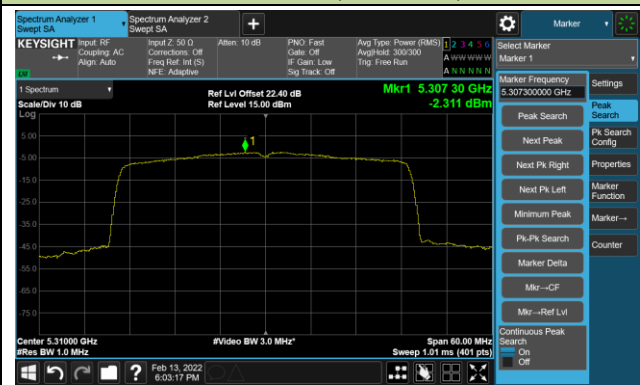 Spectrum Analyzer 1
Swept SA
Spectrum Analyzer 2
Swept SA
Marker
KEYSIGHT
Input: RF
Coupling: AC
Align: Auto
Input Z: 50 Ω
Corrections: Off
Freq Ref: Int (S)
NFE: Adaptive
Atten: 10 dB
PNO: Fast
Gate: Off
IF Gain: Low
Sig Track: Off
Avg Type: Power (RMS)
Avg|Hold: 300/300
Trig: Free Run
1 2 3 4 5 6
A W W W W W
A N N N N N
Select Marker
Marker 1
1 Spectrum
Scale/Div 10 dB
Log
Ref Lvl Offset 22.40 dB
Ref Level 15.00 dBm
Mkr1 5.307 30 GHz
-2.311 dBm
1
5.00
-5.00
-15.0
-25.0
-35.0
-45.0
-55.0
-65.0
-75.0
Center 5.31000 GHz
#Res BW 1.0 MHz
#Video BW 3.0 MHz*
Span 60.00 MHz
Sweep 1.01 ms (401 pts)
Marker Frequency
5.307300000 GHz
Peak Search
Next Peak
Next Pk Right
Next Pk Left
Minimum Peak
Pk-Pk Search
Marker Delta
Mkr→CF
Mkr→Ref Lvl
Continuous Peak
Search
On
Off
Settings
Peak
Search
Pk Search
Config
Properties
Marker
Function
Marker→
Counter
Feb 13, 2022
6:03:17 PM